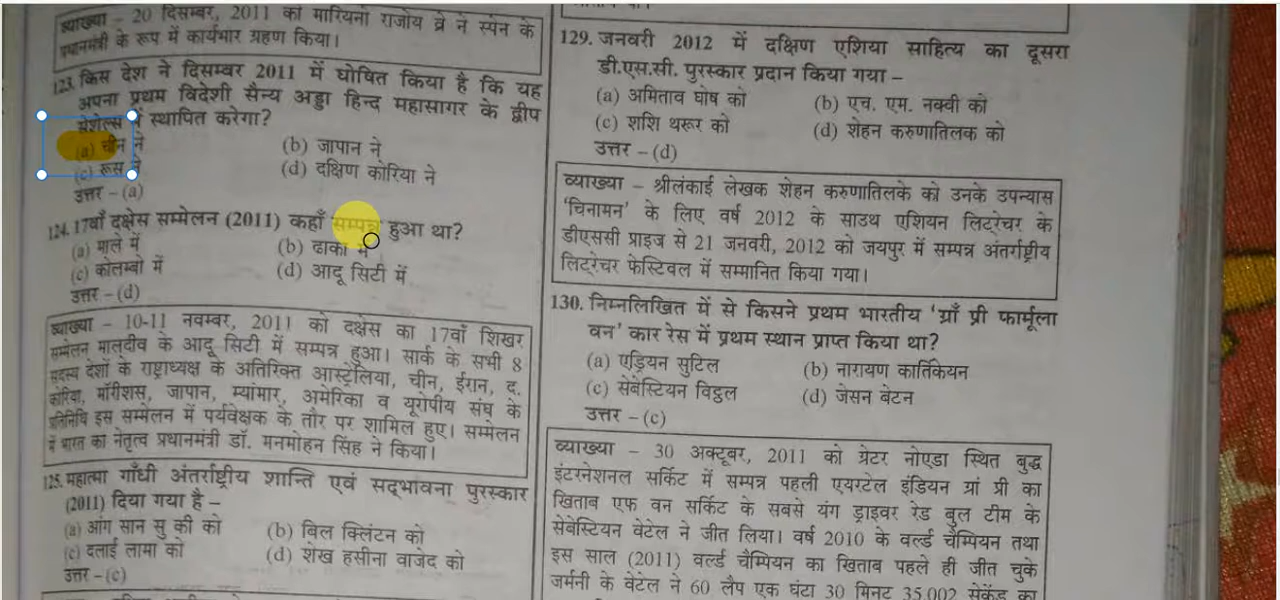 व्याख्या – 20 दिसम्बर, 2011 को मारियनो राजोय ब्रे ने स्पेन के
प्रधानमंत्री के रूप में कार्यभार ग्रहण किया।
123. किस देश ने दिसम्बर 2011 में घोषित किया है कि यह
अपना प्रथम विदेशी सैन्य अड्डा हिन्द महासागर के द्वीप
सेशेल्स में स्थापित करेगा?
(a) चीन ने (b) जापान ने
(c) रूस ने (d) दक्षिण कोरिया ने
उत्तर – (a)
124. 17वाँ दक्षेस सम्मेलन (2011) कहाँ सम्पन्न हुआ था?
(a) माले में (b) ढाका में
(c) कोलम्बो में (d) आदू सिटी में
उत्तर – (d)
व्याख्या – 10-11 नवम्बर, 2011 को दक्षेस का 17वाँ शिखर
सम्मेलन मालदीव के आदू सिटी में सम्पन्न हुआ। सार्क के सभी 8
सदस्य देशों के राष्ट्राध्यक्ष के अतिरिक्त आस्ट्रेलिया, चीन, ईरान, द.
कोरिया, मॉरीशस, जापान, म्यांमार, अमेरिका व यूरोपीय संघ के
प्रतिनिधि इस सम्मेलन में पर्यवेक्षक के तौर पर शामिल हुए। सम्मेलन
में भारत का नेतृत्व प्रधानमंत्री डॉ. मनमोहन सिंह ने किया।
125. महात्मा गाँधी अंतर्राष्ट्रीय शान्ति एवं सद्‌भावना पुरस्कार
(2011) दिया गया है –
(a) आंग सान सु की को (b) बिल क्लिंटन को
(c) दलाई लामा को (d) शेख हसीना वाजेद को
उत्तर – (c)
129. जनवरी 2012 में दक्षिण एशिया साहित्य का दूसरा
डी.एस.सी. पुरस्कार प्रदान किया गया –
(a) अमिताव घोष को (b) एच. एम. नक्वी को
(c) शशि थरूर को (d) शेहन करुणातिलक को
उत्तर – (d)
व्याख्या – श्रीलंकाई लेखक शेहन करुणातिलके को उनके उपन्यास
'चिनामन' के लिए वर्ष 2012 के साउथ एशियन लिट्रेचर के
डीएससी प्राइज से 21 जनवरी, 2012 को जयपुर में सम्पन्न अंतर्राष्ट्रीय
लिट्रेचर फेस्टिवल में सम्मानित किया गया।
130. निम्नलिखित में से किसने प्रथम भारतीय 'ग्राँ प्री फार्मूला
वन' कार रेस में प्रथम स्थान प्राप्त किया था?
(a) एड्रियन सुटिल (b) नारायण कार्तिकेयन
(c) सेबेस्टियन विट्ठल (d) जेसन बेटन
उत्तर – (c)
व्याख्या – 30 अक्टूबर, 2011 को ग्रेटर नोएडा स्थित बुद्ध
इंटरनेशनल सर्किट में सम्पन्न पहली एयरटेल इंडियन ग्रां प्री का
खिताब एफ वन सर्किट के सबसे यंग ड्राइवर रेड बुल टीम के
सेबेस्टियन वेटेल ने जीत लिया। वर्ष 2010 के वर्ल्ड चैम्पियन तथा
इस साल (2011) वर्ल्ड चैम्पियन का खिताब पहले ही जीत चुके
जर्मनी के वेटेल ने 60 लैप एक घंटा 30 मिनट 35.002 सेकेंड का